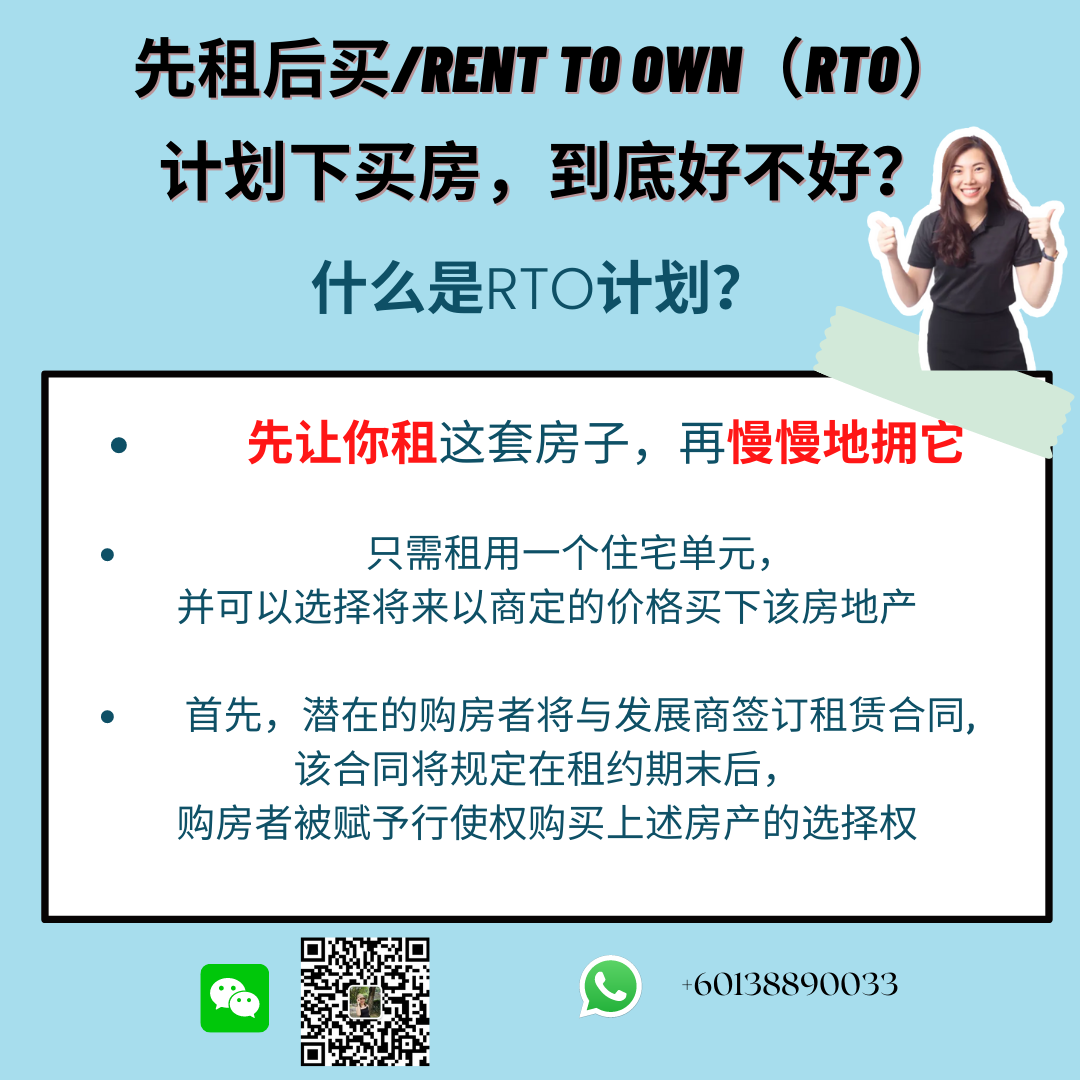 先租后买/RENT TO OWN（RTO）
计划下买房，到底好不好？
什么是RTO计划？
• 先让你租这套房子，再慢慢地拥它
• 只需租用一个住宅单元，
并可以选择将来以商定的价格买下该房地产
• 首先，潜在的购房者将与发展商签订租赁合同,
该合同将规定在租约期末后，
购房者被赋予行使权购买上述房产的选择权
+60138890033